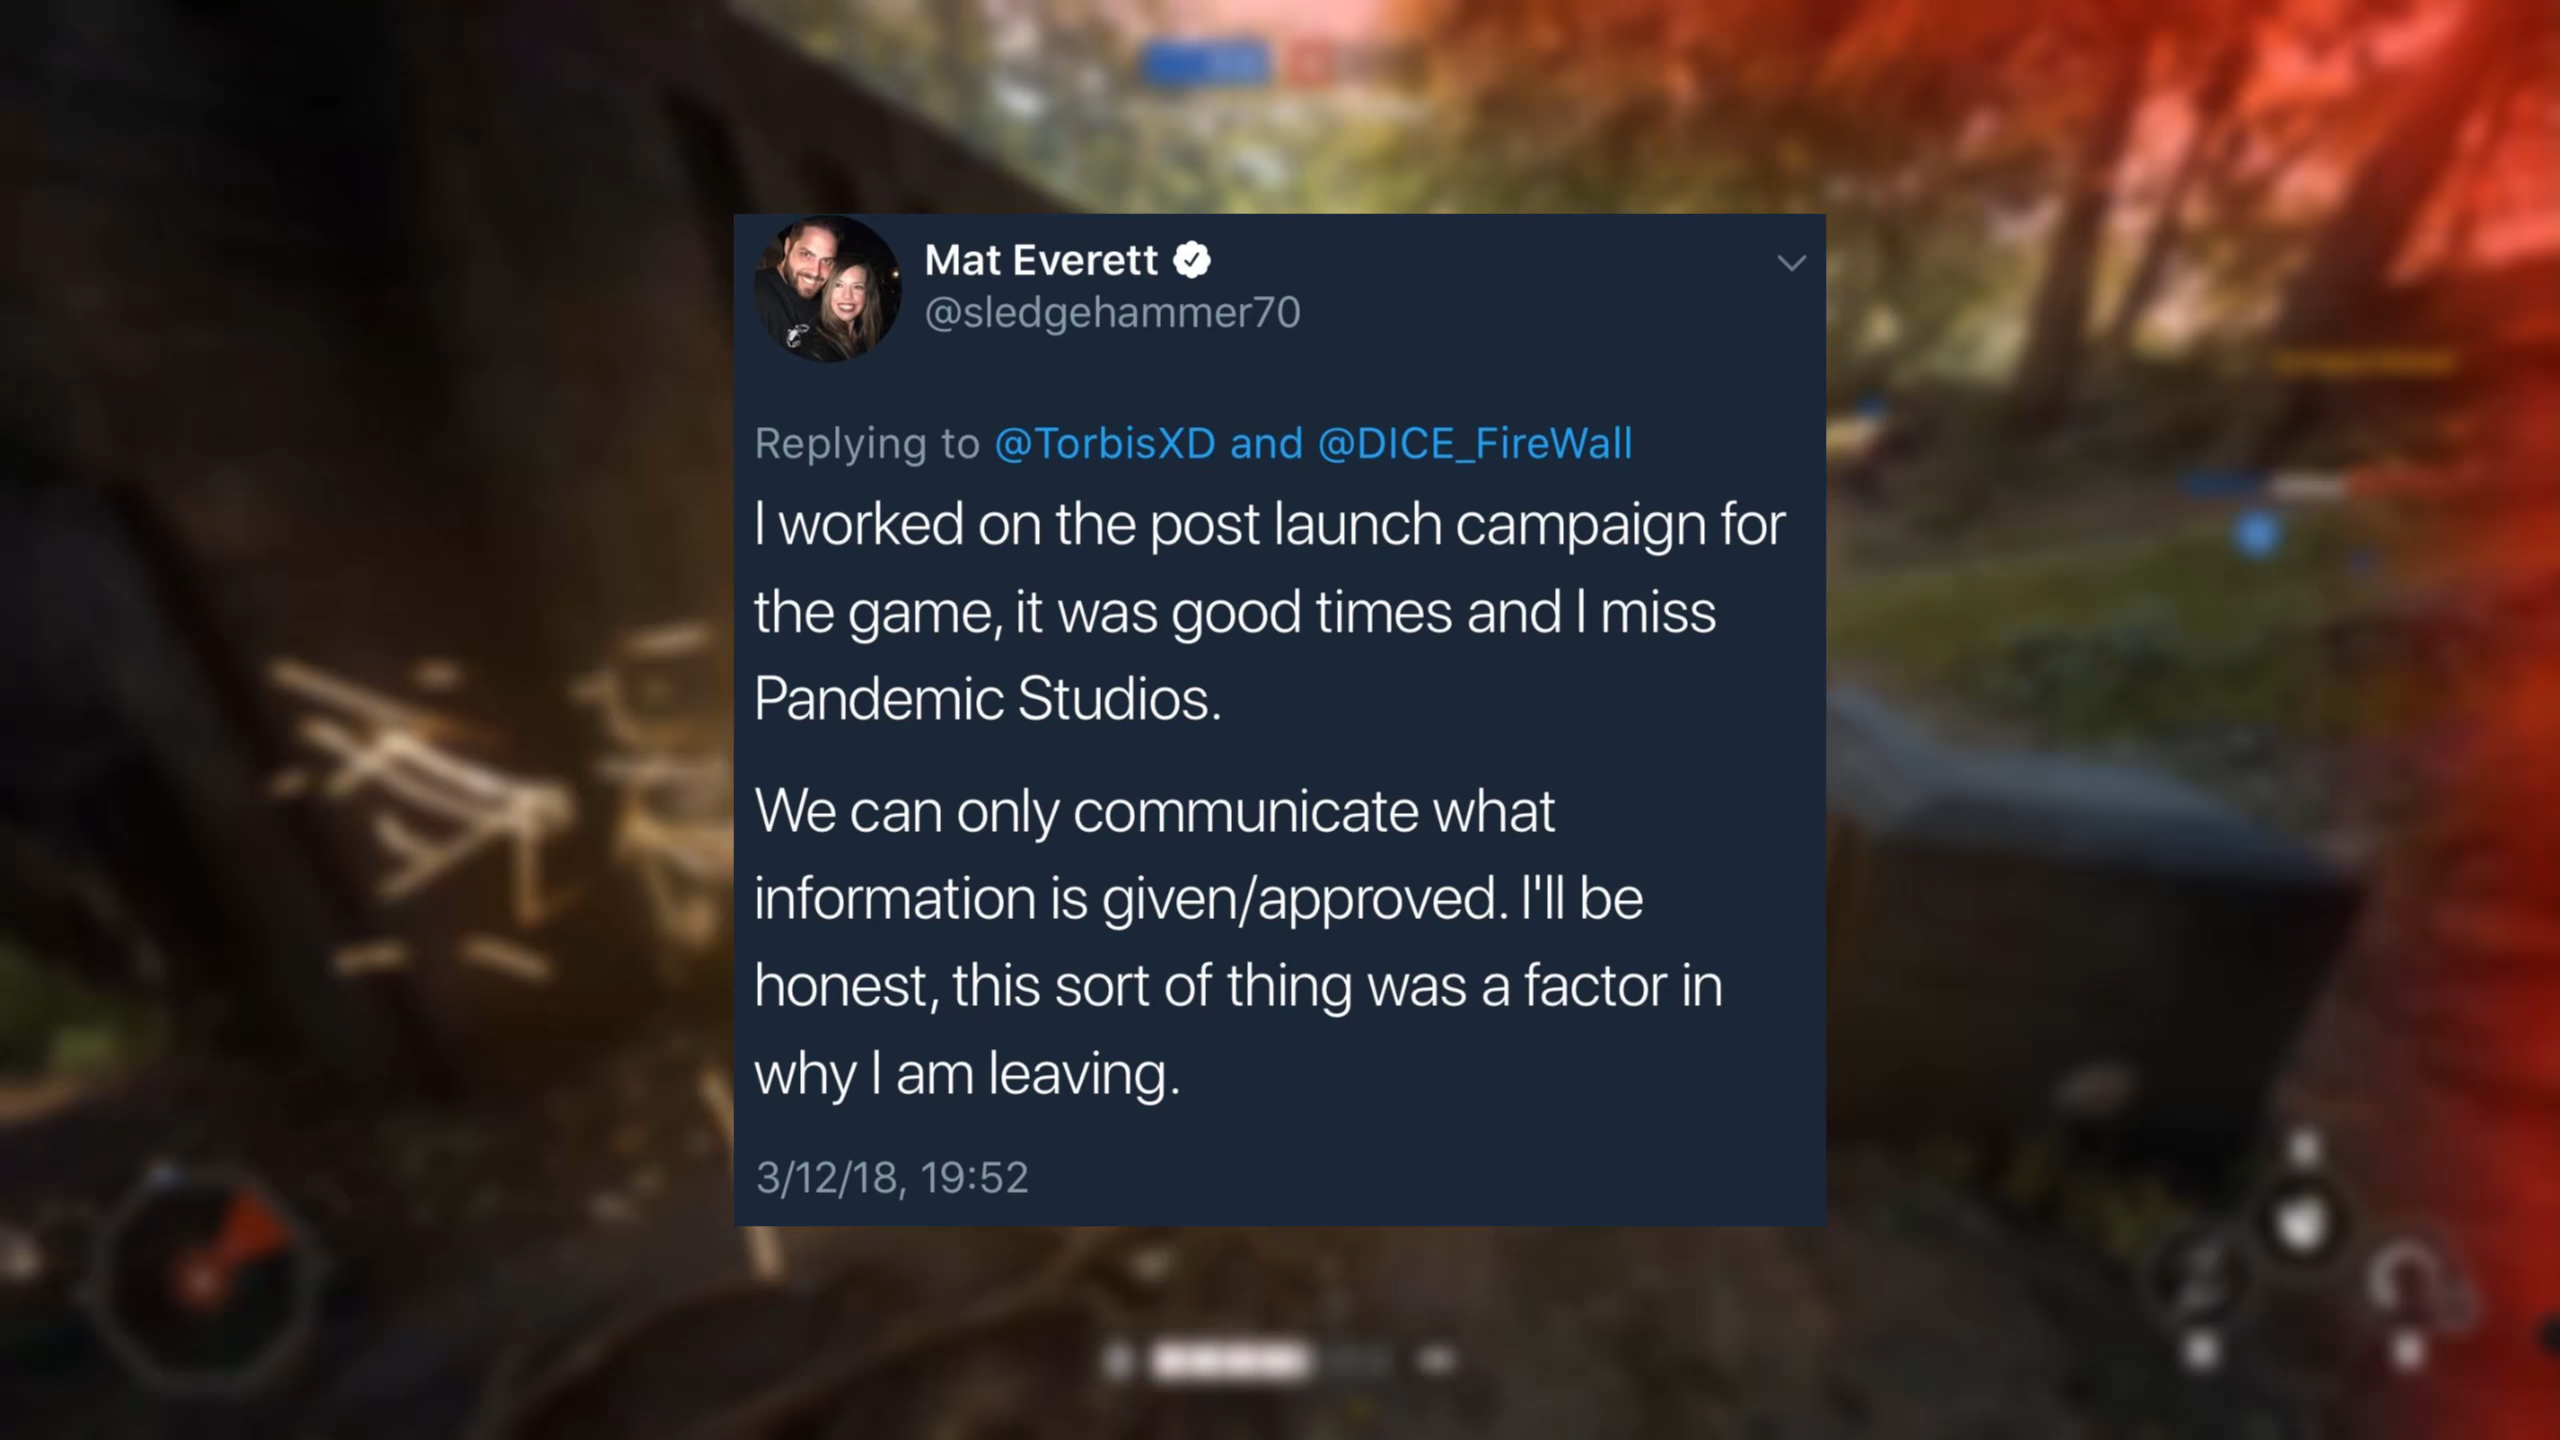 Mat Everett
@sledgehammer70
Replying to @TorbisXD and @DICE_FireWall
I worked on the post launch campaign for
the game, it was good times and I miss
Pandemic Studios.
We can only communicate what
information is given/approved. I'll be
honest, this sort of thing was a factor in
why I am leaving.
3/12/18, 19:52